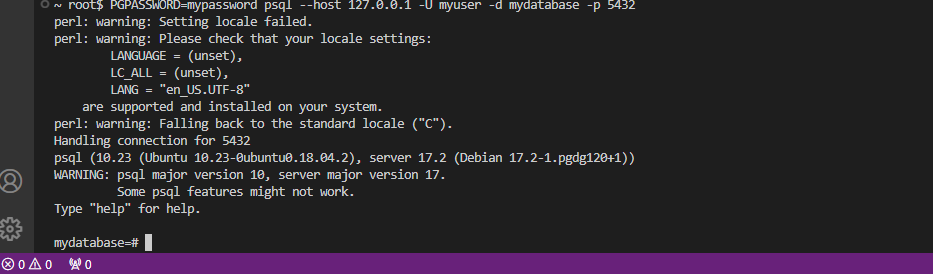 ~ root$ PGPASSWORD=mypassword psql --host 127.0.0.1 -U myuser -d mydatabase -p 5432
perl: warning: Setting locale failed.
perl: warning: Please check that your locale settings:
        LANGUAGE = (unset),
        LC_ALL = (unset),
        LANG = "en_US.UTF-8"
    are supported and installed on your system.
perl: warning: Falling back to the standard locale ("C").
Handling connection for 5432
psql (10.23 (Ubuntu 10.23-0ubuntu0.18.04.2), server 17.2 (Debian 17.2-1.pgdg120+1))
WARNING: psql major version 10, server major version 17.
         Some psql features might not work.
Type "help" for help.
mydatabase=#
0 0 0